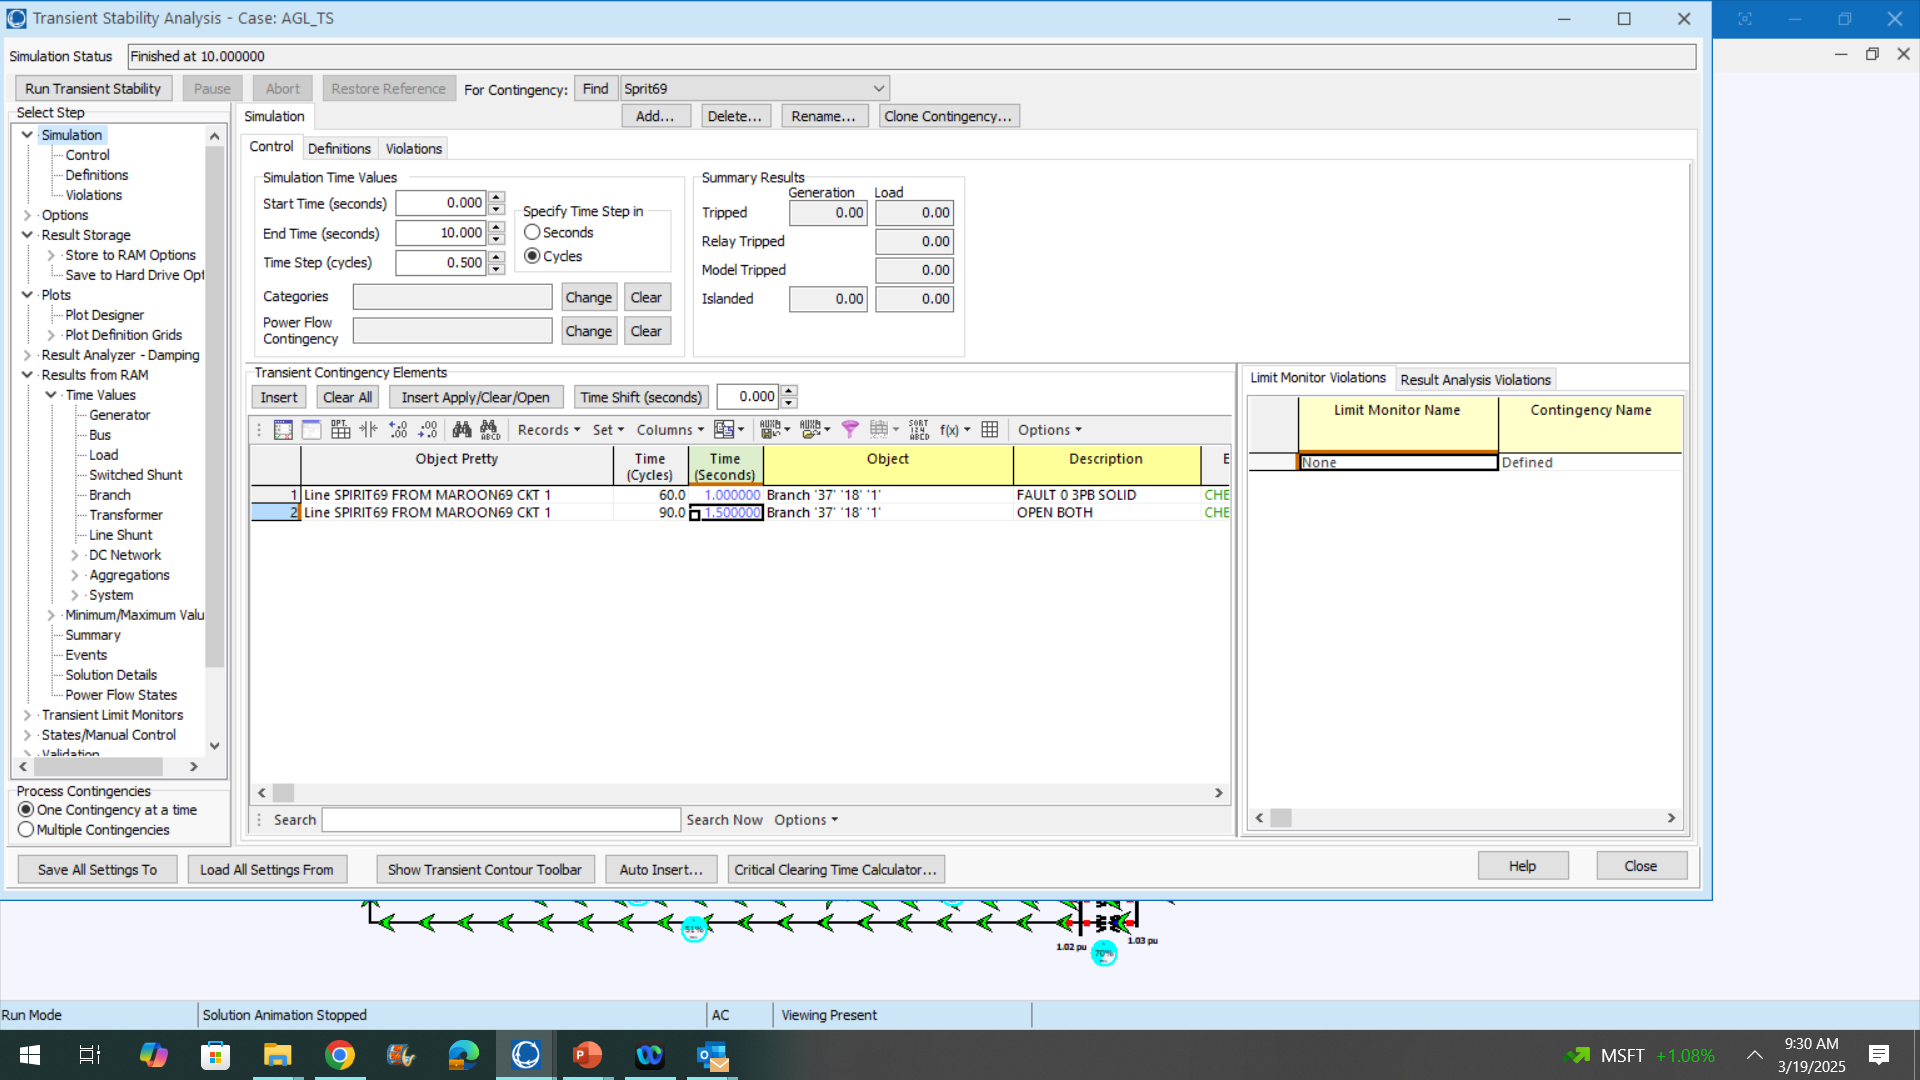 Transient Stability Analysis - Case: AGL_TS
Simulation Status Finished at 10.000000
Run Transient Stability Pause Abort Restore Reference For Contingency: Find Sprit69
Add... Delete... Rename... Clone Contingency...
Select Step
Simulation
Control
Definitions
Violations
Options
Result Storage
Store to RAM Options
Save to Hard Drive Opt
Plots
Plot Designer
Plot Definition Grids
Result Analyzer - Damping
Results from RAM
Time Values
Generator
Bus
Load
Switched Shunt
Branch
Transformer
Line Shunt
DC Network
Aggregations
System
Minimum/Maximum Valu
Summary
Events
Solution Details
Power Flow States
Transient Limit Monitors
States/Manual Control
Validation
Process Contingencies
One Contingency at a time
Multiple Contingencies
Simulation
Control Definitions Violations
Simulation Time Values
Start Time (seconds) 0.000
End Time (seconds) 10.000
Time Step (cycles) 0.500
Specify Time Step in
Seconds
Cycles
Categories Change Clear
Power Flow
Contingency Change Clear
Summary Results
Generation Load
Tripped 0.00 0.00
Relay Tripped 0.00
Model Tripped 0.00
Islanded 0.00 0.00
Transient Contingency Elements
Insert Clear All Insert Apply/Clear/Open Time Shift (seconds) 0.000
Records Set Columns f(x) Options
Object Pretty Time (Cycles) Time (Seconds) Object Description E
1 Line SPIRIT69 FROM MAROON69 CKT 1 60.0 1.000000 Branch '37' '18' '1' FAULT 0 3PB SOLID CHE
2 Line SPIRIT69 FROM MAROON69 CKT 1 90.0 1.500000 Branch '37' '18' '1' OPEN BOTH CHE
Search Search Now Options
Limit Monitor Violations Result Analysis Violations
Limit Monitor Name Contingency Name
None Defined
Save All Settings To Load All Settings From Show Transient Contour Toolbar Auto Insert... Critical Clearing Time Calculator... Help Close
51%
1.02 pu
70%
1.03 pu
Run Mode Solution Animation Stopped AC Viewing Present
MSFT +1.08%
9:30 AM
3/19/2025